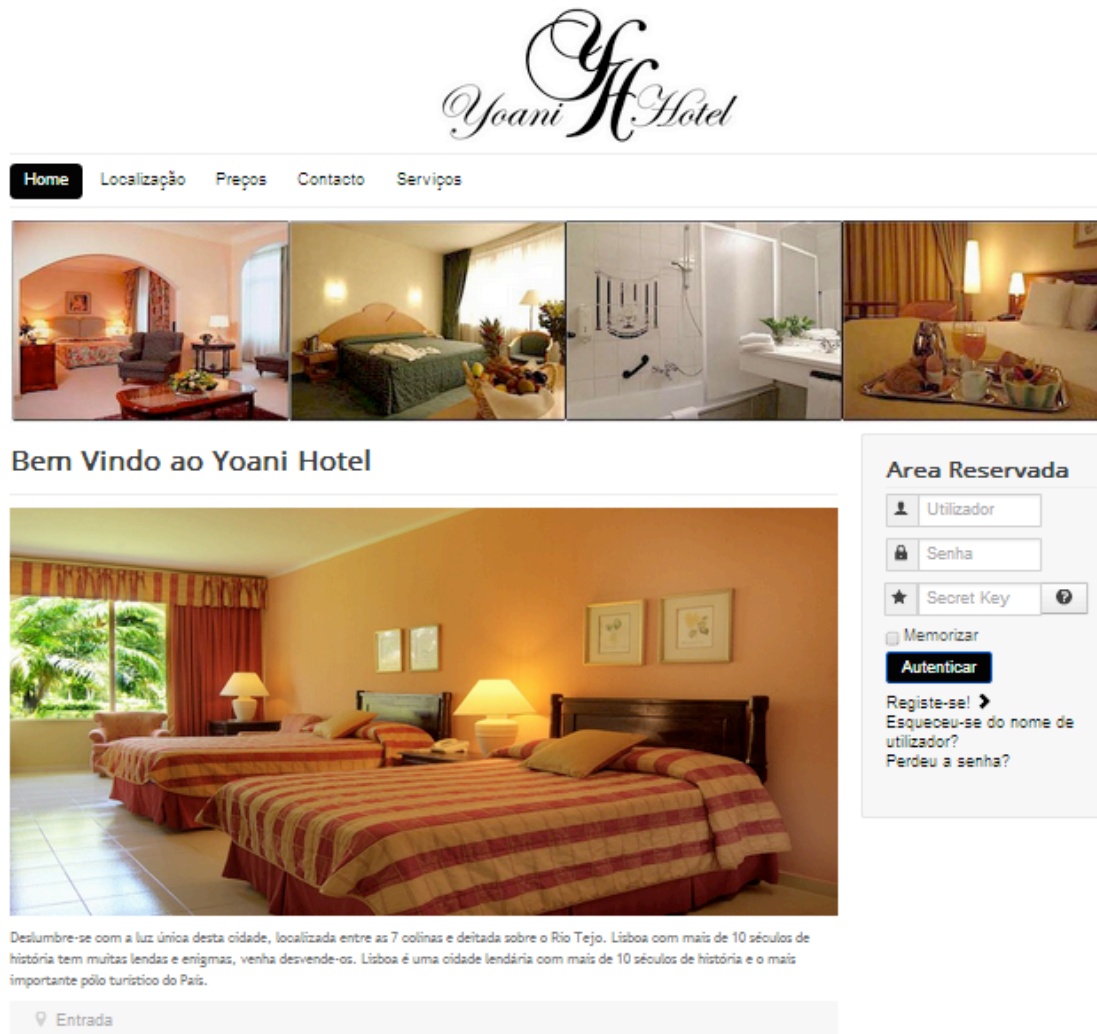 YH
Yoani Hotel
Home Localização Preços Contacto Serviços
Bem Vindo ao Yoani Hotel
Area Reservada
Utilizador
Senha
Secret Key
Memorizar
Autenticar
Registe-se!
Esqueceu-se do nome de
utilizador?
Perdeu a senha?
Deslumbre-se com a luz única desta cidade, localizada entre as 7 colinas e deitada sobre o Rio Tejo. Lisboa com mais de 10 séculos de
história tem muitas lendas e enigmas, venha desvende-os. Lisboa é uma cidade lendária com mais de 10 séculos de história e o mais
importante pólo turístico do País.
Entrada